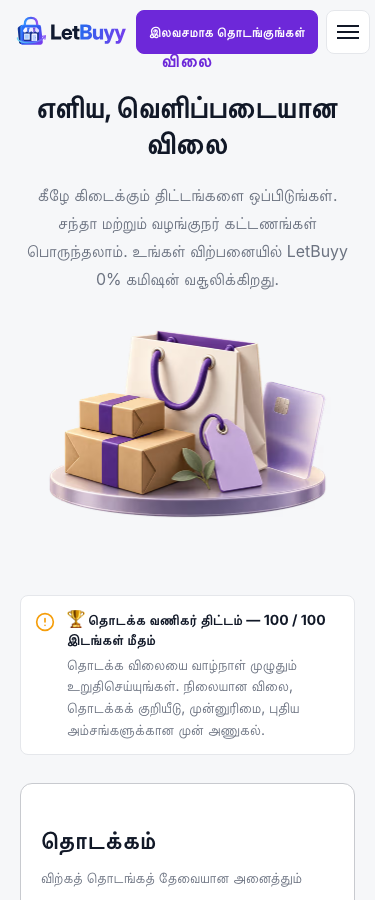 LetBuyy
இலவசமாக தொடங்குங்கள்
விலை
எளிய, வெளிப்படையான
விலை
கீழே கிடைக்கும் திட்டங்களை ஒப்பிடுங்கள்.
சந்தா மற்றும் வழங்குநர் கட்டணங்கள்
பொருந்தலாம். உங்கள் விற்பனையில் LetBuyy
0% கமிஷன் வசூலிக்கிறது.
🏆 தொடக்க வணிகர் திட்டம் — 100 / 100
இடங்கள் மீதம்
தொடக்க விலையை வாழ்நாள் முழுதும்
உறுதிசெய்யுங்கள். நிலையான விலை,
தொடக்கக் குறியீடு, முன்னுரிமை, புதிய
அம்சங்களுக்கான முன் அணுகல்.
தொடக்கம்
விற்கத் தொடங்கத் தேவையான அனைத்தும்